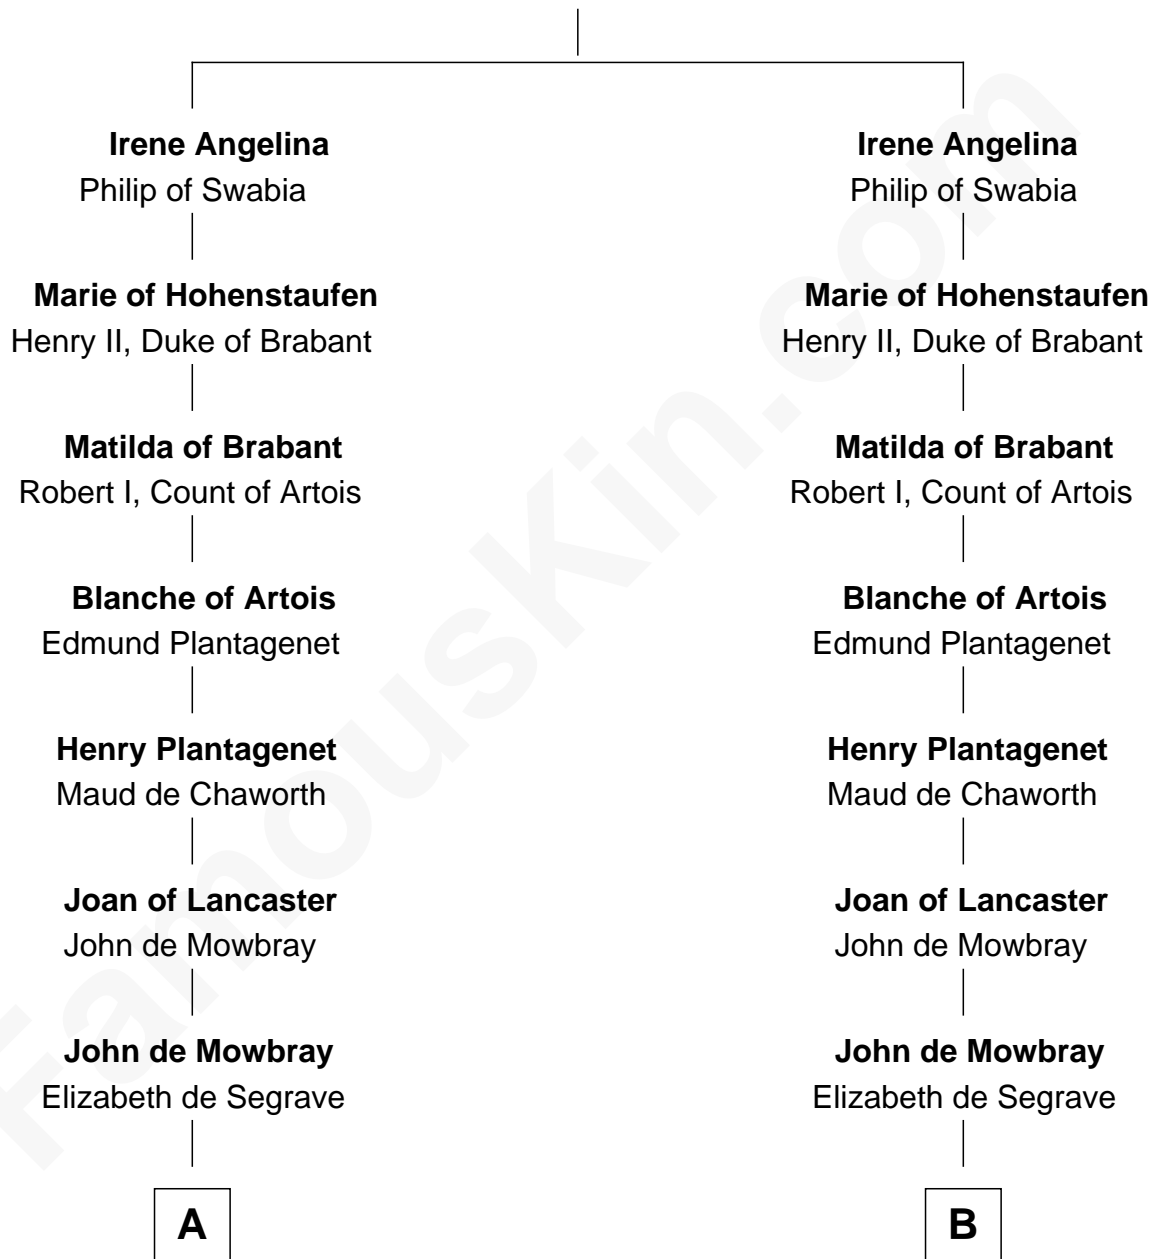 Irene Angelina
Philip of Swabia
Marie of Hohenstaufen
Henry II, Duke of Brabant
Matilda of Brabant
Robert I, Count of Artois
Blanche of Artois
Edmund Plantagenet
Henry Plantagenet
Maud de Chaworth
Joan of Lancaster
John de Mowbray
John de Mowbray
Elizabeth de Segrave
A
Irene Angelina
Philip of Swabia
Marie of Hohenstaufen
Henry II, Duke of Brabant
Matilda of Brabant
Robert I, Count of Artois
Blanche of Artois
Edmund Plantagenet
Henry Plantagenet
Maud de Chaworth
Joan of Lancaster
John de Mowbray
John de Mowbray
Elizabeth de Segrave
B
FamousKin.com